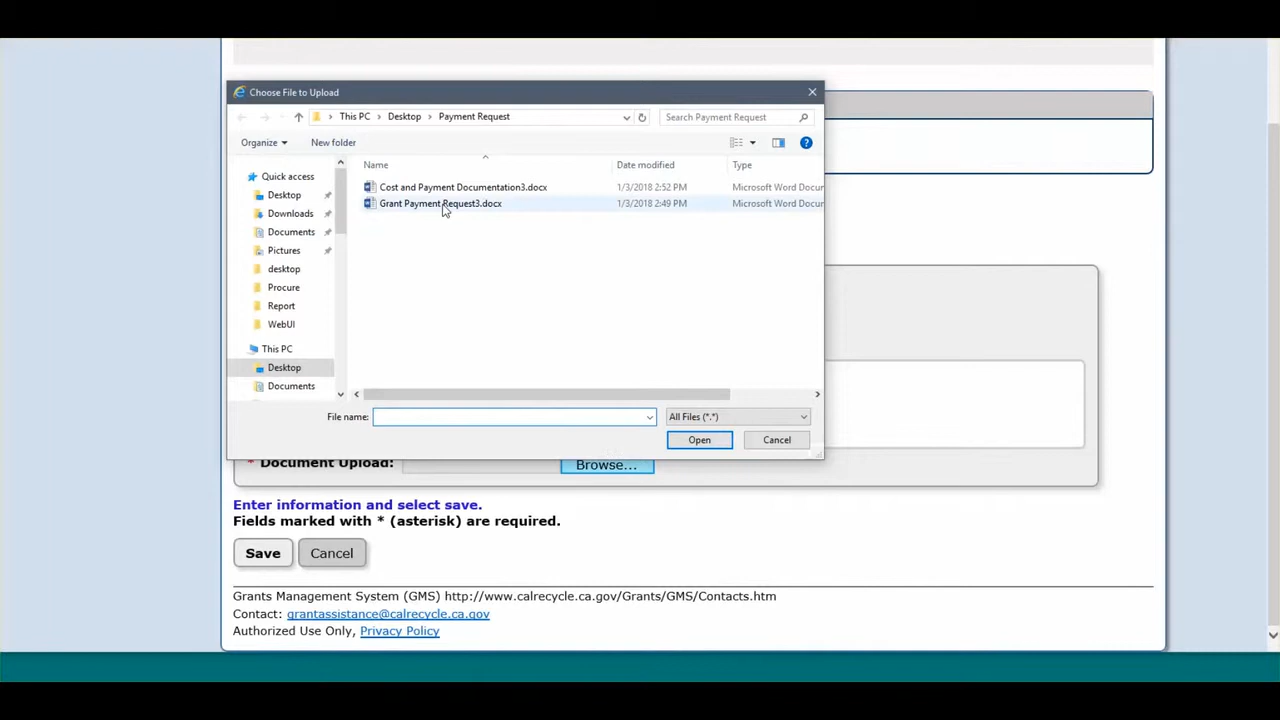 Choose File to Upload
This PC > Desktop > Payment Request
Search Payment Request
Organize
New folder
Name
Date modified
Type
Quick access
Desktop
Downloads
Documents
Pictures
desktop
Procure
Report
WebUI
This PC
Desktop
Documents
Cost and Payment Documentation3.docx 1/3/2018 2:52 PM Microsoft Word Docur
Grant Payment Request3.docx 1/3/2018 2:49 PM Microsoft Word Docur
File name:
All Files (*.*)
Open
Cancel
* Document Upload:
Browse...
Enter information and select save.
Fields marked with * (asterisk) are required.
Save
Cancel
Grants Management System (GMS) http://www.calrecycle.ca.gov/Grants/GMS/Contacts.htm
Contact: grantassistance@calrecycle.ca.gov
Authorized Use Only, Privacy Policy